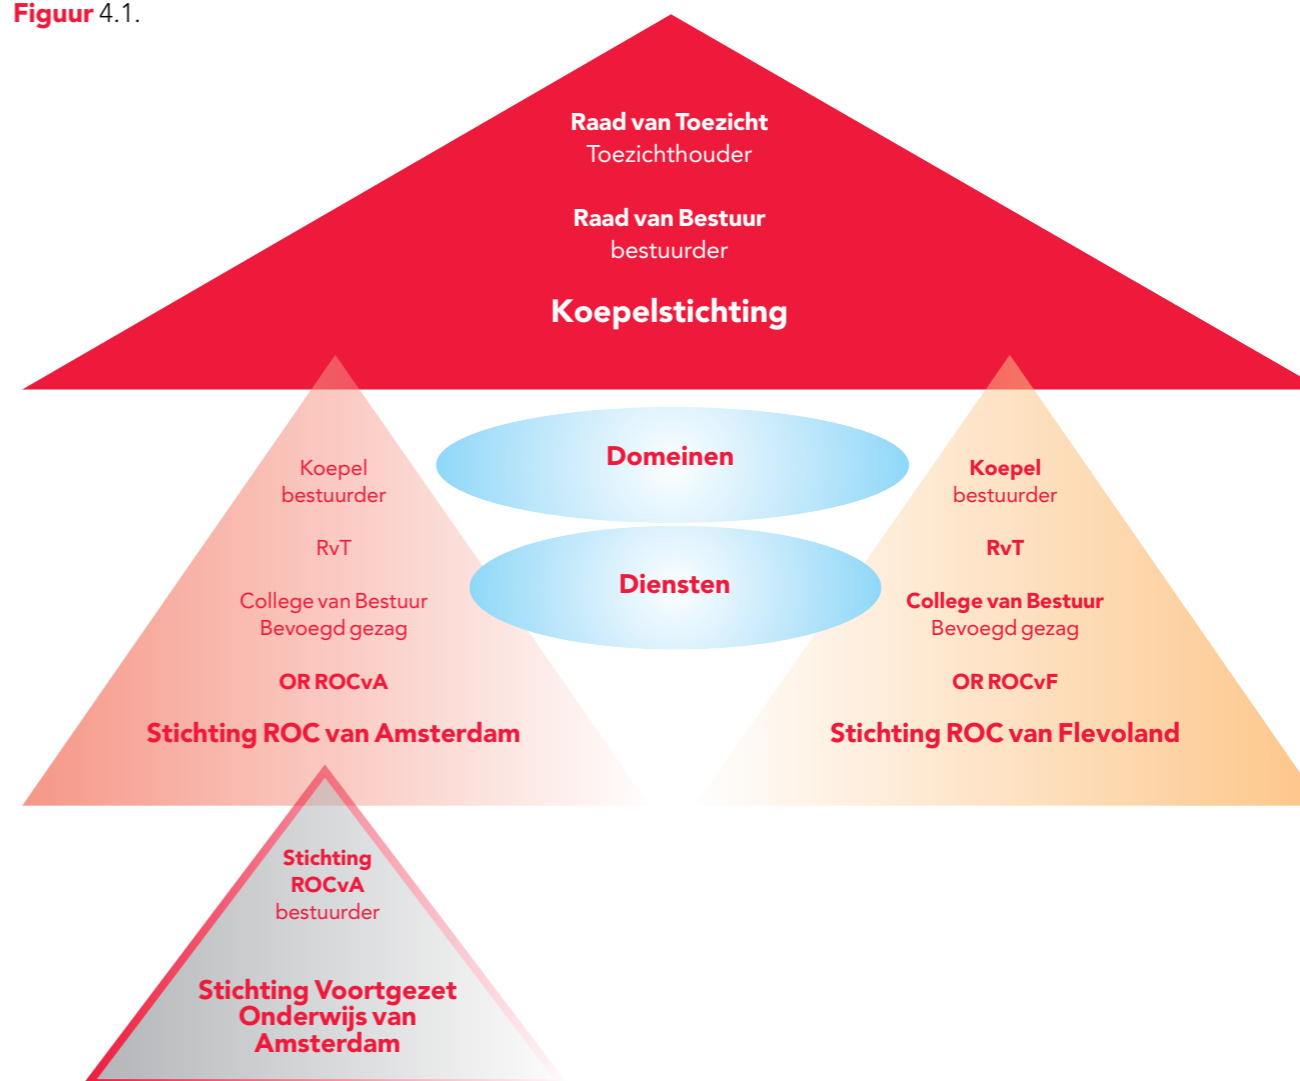 Figuur 4.1.
Raad van Toezicht
Toezichthouder
Raad van Bestuur
bestuurder
Koepelstichting
Koepel
bestuurder
RvT
College van Bestuur
Bevoegd gezag
OR ROCvA
Stichting ROC van Amsterdam
Domeinen
Diensten
Koepel
bestuurder
RvT
College van Bestuur
Bevoegd gezag
OR ROCvF
Stichting ROC van Flevoland
Stichting
ROCvA
bestuurder
Stichting Voortgezet
Onderwijs van
Amsterdam